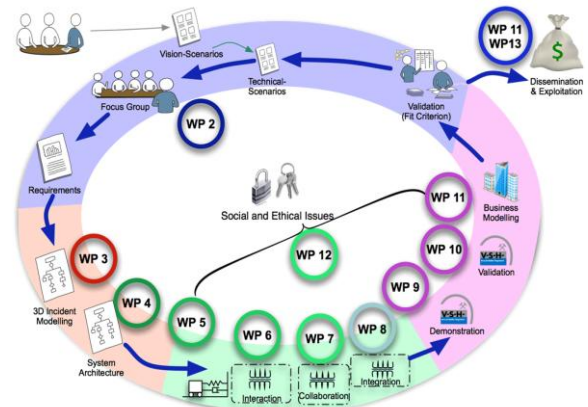 WP 11
WP13
$
Vision-Scenarios
Technical-
Scenarios
Dissemination
& Exploitation
Focus Group
Validation
(Fit Criterion)
WP 2
Requirements
Social and Ethical Issues
WP 11
Business
Modelling
WP 12
WP 10
Validation
V-S-H-
WP 3
3D Incident
Modelling
WP 4
WP 9
WP 5
WP 6
WP 7
WP 8
V-S-H-
Demonstration
System
Architecture
Interaction
Collaboration
Integration